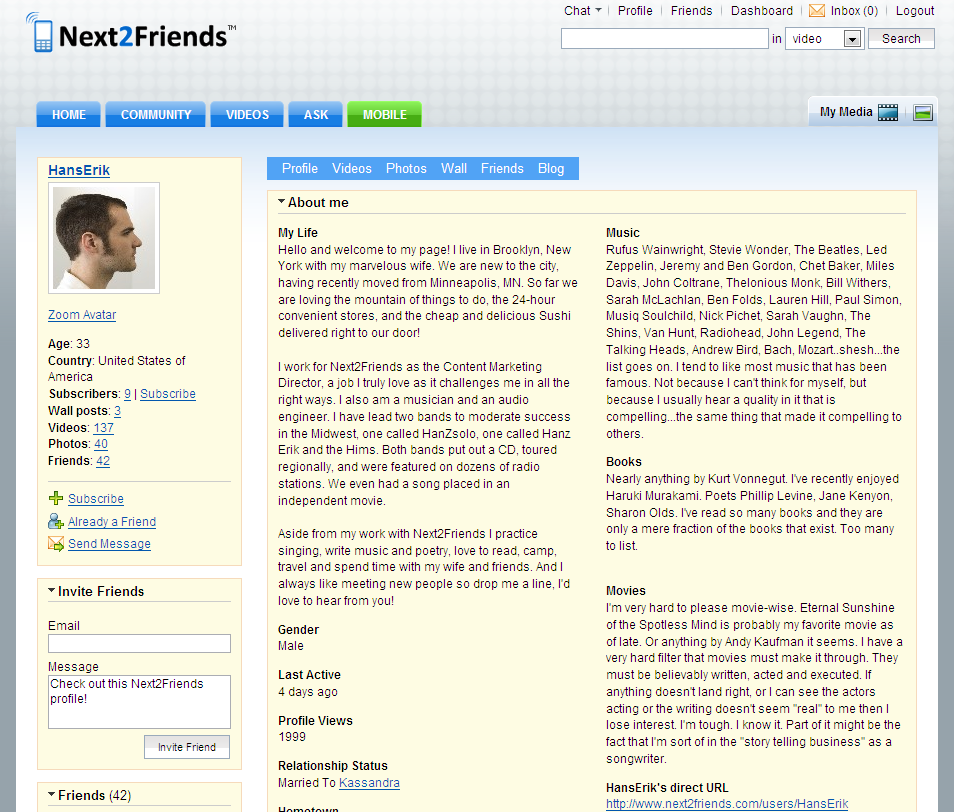 Chat Profile Friends Dashboard Inbox (0) Logout
Next2Friends™
in video Search
HOME COMMUNITY VIDEOS ASK MOBILE
My Media
HansErik
Zoom Avatar
Age: 33
Country: United States of
America
Subscribers: 9 | Subscribe
Wall posts: 3
Videos: 137
Photos: 40
Friends: 42
Subscribe
Already a Friend
Send Message
Invite Friends
Email
Message
Check out this Next2Friends
profile!
Invite Friend
Friends (42)
Profile Videos Photos Wall Friends Blog
About me
My Life
Hello and welcome to my page! I live in Brooklyn, New
York with my marvelous wife. We are new to the city,
having recently moved from Minneapolis, MN. So far we
are loving the mountain of things to do, the 24-hour
convenient stores, and the cheap and delicious Sushi
delivered right to our door!
I work for Next2Friends as the Content Marketing
Director, a job I truly love as it challenges me in all the
right ways. I also am a musician and an audio
engineer. I have lead two bands to moderate success
in the Midwest, one called HanZsolo, one called Hanz
Erik and the Hims. Both bands put out a CD, toured
regionally, and were featured on dozens of radio
stations. We even had a song placed in an
independent movie.
Aside from my work with Next2Friends I practice
singing, write music and poetry, love to read, camp,
travel and spend time with my wife and friends. And I
always like meeting new people so drop me a line, I'd
love to hear from you!
Gender
Male
Last Active
4 days ago
Profile Views
1999
Relationship Status
Married To Kassandra
Hometown
Music
Rufus Wainwright, Stevie Wonder, The Beatles, Led
Zeppelin, Jeremy and Ben Gordon, Chet Baker, Miles
Davis, John Coltrane, Thelonious Monk, Bill Withers,
Sarah McLachlan, Ben Folds, Lauren Hill, Paul Simon,
Musiq Soulchild, Nick Pichet, Sarah Vaughn, The
Shins, Van Hunt, Radiohead, John Legend, The
Talking Heads, Andrew Bird, Bach, Mozart..shesh...the
list goes on. I tend to like most music that has been
famous. Not because I can't think for myself, but
because I usually hear a quality in it that is
compelling...the same thing that made it compelling to
others.
Books
Nearly anything by Kurt Vonnegut. I've recently enjoyed
Haruki Murakami. Poets Phillip Levine, Jane Kenyon,
Sharon Olds. I've read so many books and they are
only a mere fraction of the books that exist. Too many
to list.
Movies
I'm very hard to please movie-wise. Eternal Sunshine
of the Spotless Mind is probably my favorite movie as
of late. Or anything by Andy Kaufman it seems. I have a
very hard filter that movies must make it through. They
must be believably written, acted and executed. If
anything doesn't land right, or I can see the actors
acting or the writing doesn't seem "real" to me then I
lose interest. I'm tough. I know it. Part of it might be the
fact that I'm sort of in the "story telling business" as a
songwriter.
HansErik's direct URL
http://www.next2friends.com/users/HansErik